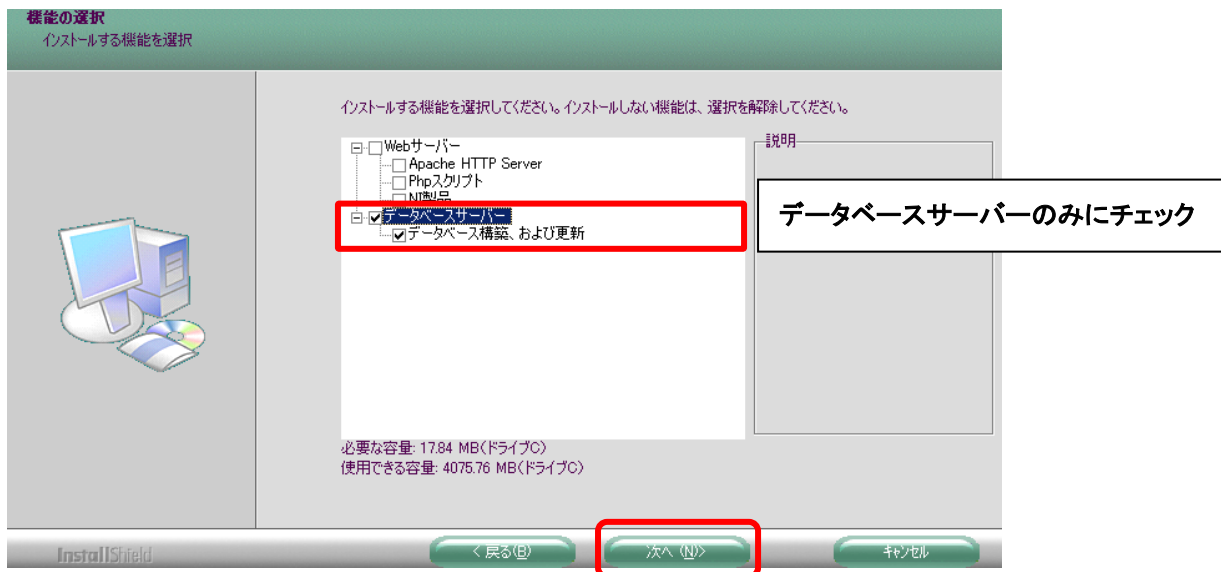 機能の選択
インストールする機能を選択
インストールする機能を選択してください。インストールしない機能は、選択を解除してください。
Webサーバー
Apache HTTP Server
Phpスクリプト
NI製品
データベースサーバー
データベース構築、および更新
説明
データベースサーバーのみにチェック
必要な容量: 17.84 MB(ドライブC)
使用できる容量: 4075.76 MB(ドライブC)
InstallShield
< 戻る(B)
次へ (N)>
キャンセル